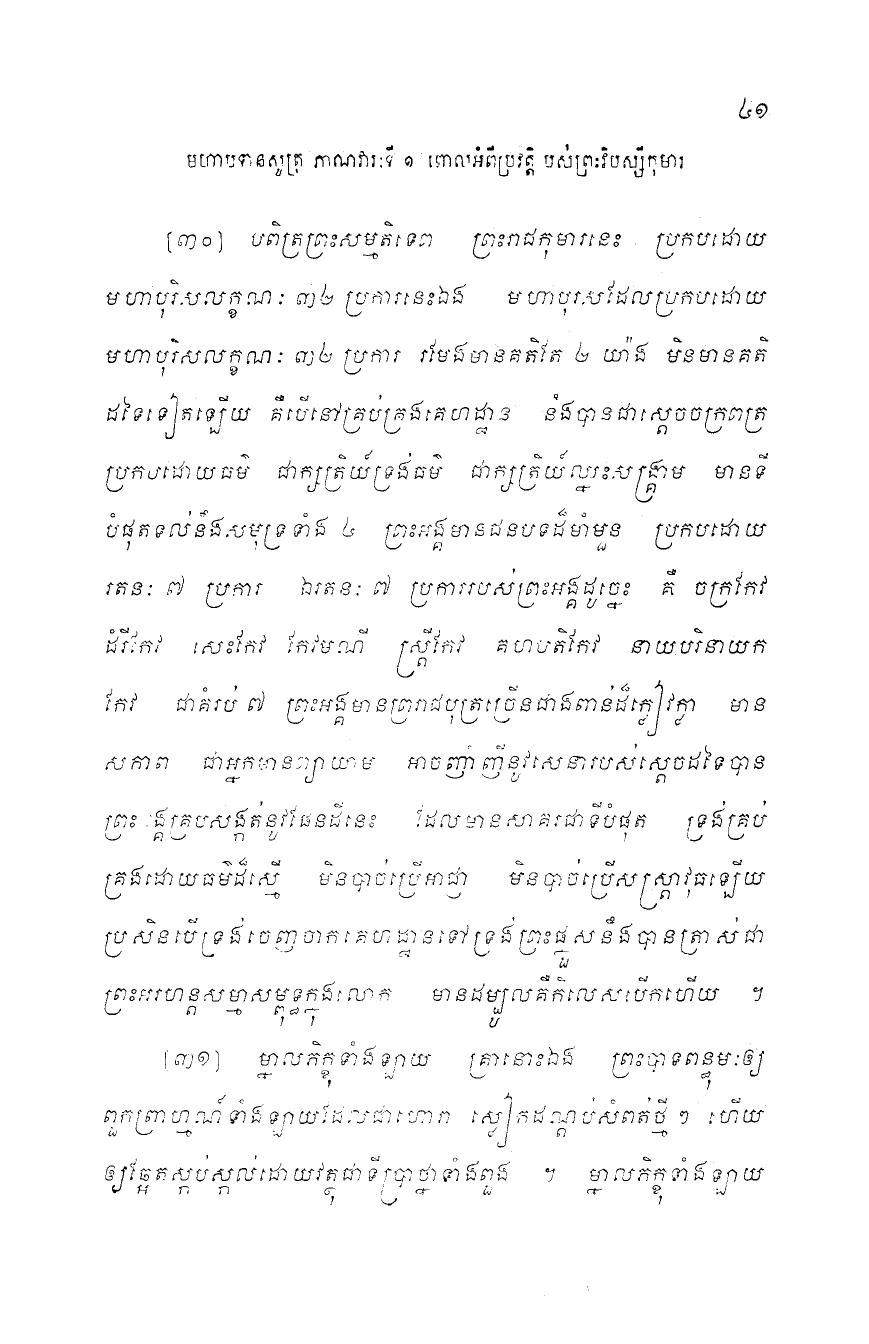 ៤១
មហាបទានសូត្រ ភាណវារៈទី ១ ពោលអំពីប្រវត្តិ របស់ព្រះវិបស្សីកុមារ
[៣០] បពិត្រព្រះសម្មតិទេព ព្រះរាជកុមារនេះ ប្រកបដោយ
មហាបុរិសលក្ខណៈ ៣២ ប្រការនេះឯង មហាបុរសដែលប្រកបដោយ
មហាបុរិសលក្ខណៈ ៣២ ប្រការ រមែងមានគតិតែ ២ យ៉ាង មិនមានគតិ
ដទៃទៀតឡើយ គឺបើនៅគ្រប់គ្រងគេហដ្ឋាន នឹងបានជាស្តេចចក្រពត្រ
ប្រកបដោយធម៌ ជាក្សត្រិយ៍ទ្រង់ធម៌ ជាក្សត្រិយ៍ឈ្នះសង្គ្រាម មានទី
បំផុតទល់នឹងសមុទ្រទាំង ៤ ព្រះអង្គមានជនបទដ៏មាំមួន ប្រកបដោយ
រតនៈ ៧ ប្រការ ឯរតនៈ ៧ ប្រការរបស់ព្រះអង្គដូច្នេះ គឺ ចក្រកែវ
ដំរីកែវ សេះកែវ កែវមណី ស្ត្រីកែវ គហបតិកែវ នាយបរិនាយក
កែវ ជាគំរប់ ៧ ព្រះអង្គមានព្រះរាជបុត្រច្រើនជាងពាន់ដ៏ក្លៀវក្លា មាន
សភាព ជាអ្នកមានព្យាយាម អាចញាំញីនូវសេនារបស់ស្តេចដទៃបាន
ព្រះអង្គគ្របសង្កត់នូវផែនដីនេះ ដែលមានសាគរជាទីបំផុត ទ្រង់គ្រប់
គ្រងដោយធម៌ដ៏ស្មើ មិនបាច់ប្រើអាជ្ញា មិនបាច់ប្រើសស្ត្រាវុធឡើយ
ប្រសិនបើទ្រង់ចេញចាកគេហដ្ឋានទៅទ្រង់ព្រះផ្នួសនឹងបានត្រាស់ជា
ព្រះអរហន្តសម្មាសម្ពុទ្ធក្នុងលោក មានដម្បូលគឺកិលេសបើកហើយ ។
[៣១] ម្នាលភិក្ខុទាំងឡាយ គ្រានោះឯង ព្រះបាទពន្ធុមៈឲ្យ
ពួកព្រាហ្មណ៍ទាំងឡាយដែលជាហោរា ស្លៀកដណ្តប់សំពត់ថ្មីៗ ហើយ
ឲ្យឆ្អែតស្កប់ស្កល់ដោយវត្ថុជាទីប្រាថ្នាទាំងពួង ។ ម្នាលភិក្ខុទាំងឡាយ